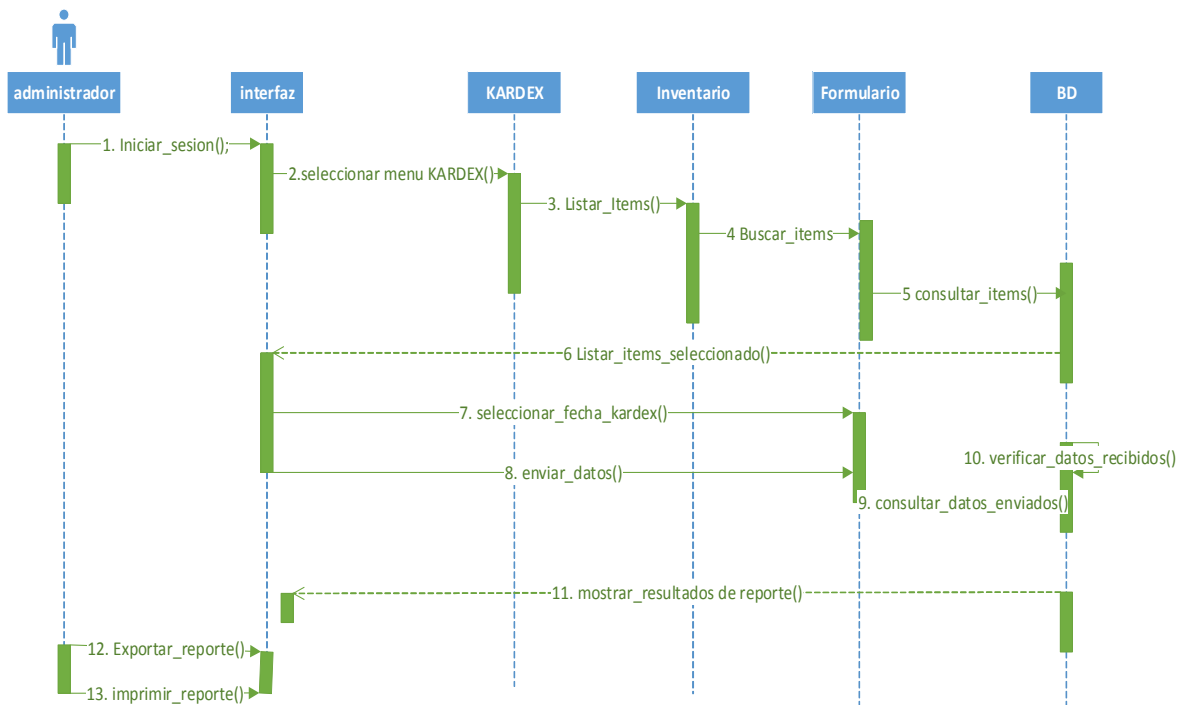 administrador
interfaz
KARDEX
Inventario
Formulario
BD
1. Iniciar_sesion();
2.seleccionar menu KARDEX()
3. Listar_Items()
4 Buscar_items
5 consultar_items()
6 Listar_items_seleccionado()
7. seleccionar_fecha_kardex()
10. verificar_datos_recibidos()
8. enviar_datos()
9. consultar_datos_enviados()
11. mostrar_resultados de reporte()
12. Exportar_reporte()
13. imprimir_reporte()